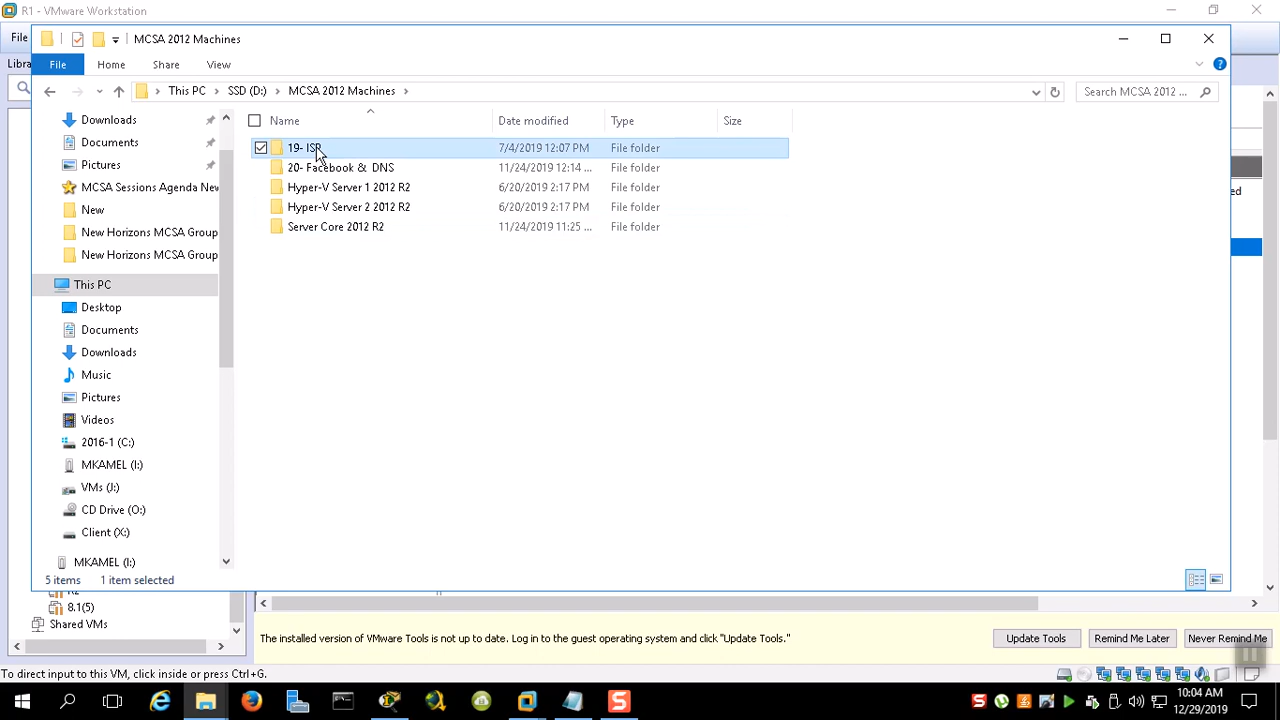 R1 - VMware Workstation
File
MCSA 2012 Machines
Libra
File Home Share View
This PC SSD (D:) MCSA 2012 Machines
Search MCSA 2012 ...
Name Date modified Type Size
19- ISP 7/4/2019 12:07 PM File folder
20- Facebook & DNS 11/24/2019 12:14 ... File folder
Hyper-V Server 1 2012 R2 6/20/2019 2:17 PM File folder
Hyper-V Server 2 2012 R2 6/20/2019 2:17 PM File folder
Server Core 2012 R2 11/24/2019 11:25 ... File folder
Downloads
Documents
Pictures
MCSA Sessions Agenda New
New
New Horizons MCSA Group
New Horizons MCSA Group
This PC
Desktop
Documents
Downloads
Music
Pictures
Videos
2016-1 (C:)
MKAMEL (I:)
VMs (J:)
CD Drive (O:)
Client (X:)
MKAMEL (I:)
5 items 1 item selected
ed
R2
8.1(5)
Shared VMs
The installed version of VMware Tools is not up to date. Log in to the guest operating system and click "Update Tools."
Update Tools Remind Me Later Never Remind Me
To direct input to this VM, click inside or press Ctrl+G.
10:04 AM
12/29/2019